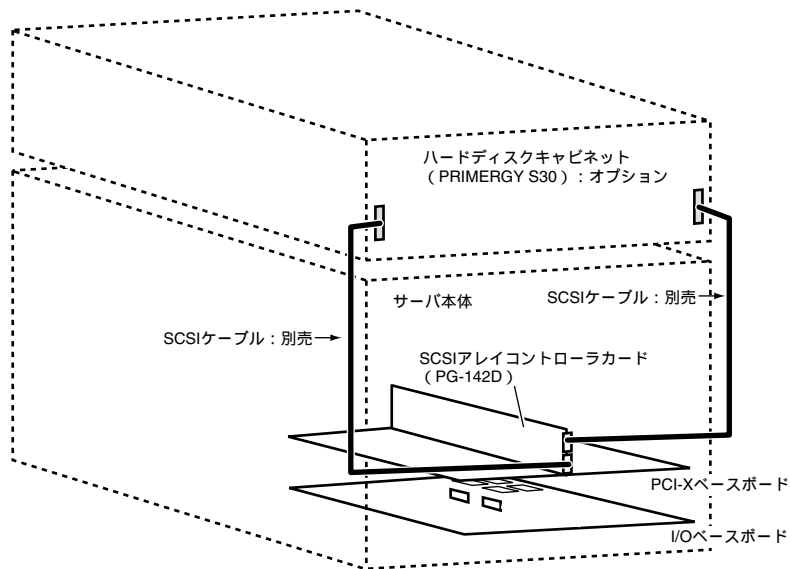 ハードディスクキャビネット
（PRIMERGY S30）：オプション
サーバ本体
SCSIケーブル：別売
SCSIケーブル：別売
SCSIアレイコントローラカード
（PG-142D）
PCI-Xベースボード
I/Oベースボード